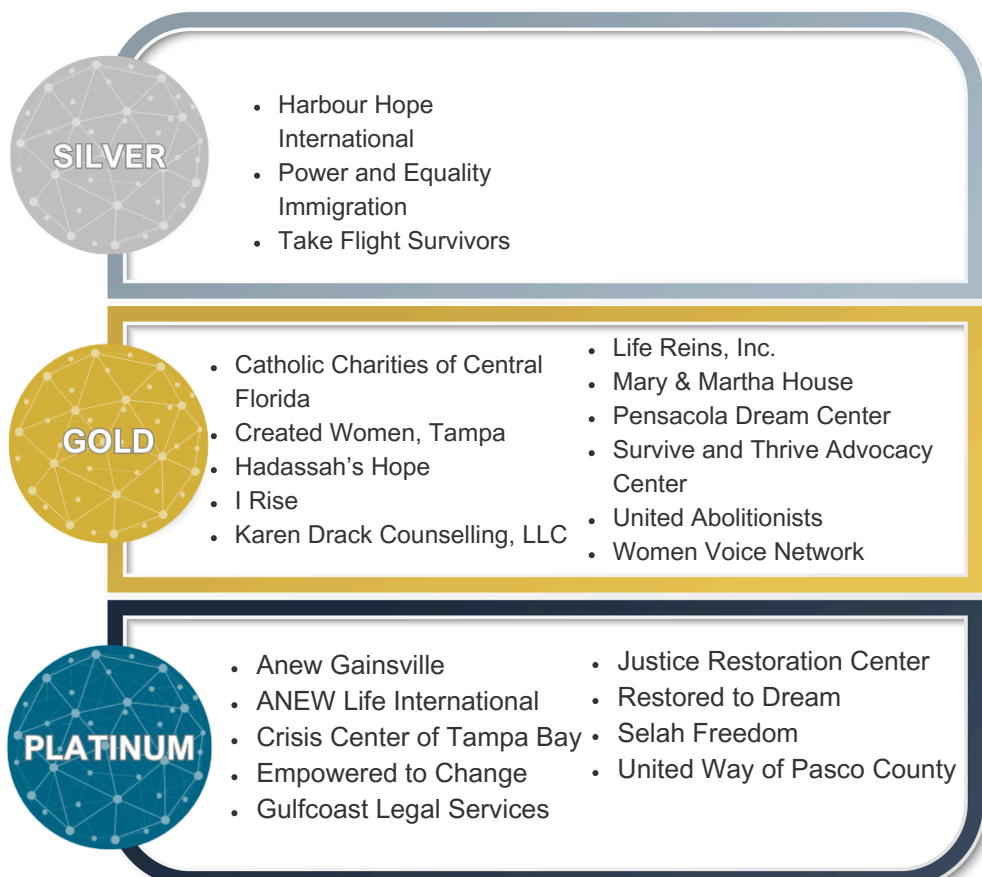 SILVER
• Harbour Hope
International
• Power and Equality
Immigration
• Take Flight Survivors
GOLD
• Catholic Charities of Central
Florida
• Created Women, Tampa
• Hadassah’s Hope
• I Rise
• Karen Drack Counselling, LLC
• Life Reins, Inc.
• Mary & Martha House
• Pensacola Dream Center
• Survive and Thrive Advocacy
Center
• United Abolitionists
• Women Voice Network
PLATINUM
• Anew Gainsville
• ANEW Life International
• Crisis Center of Tampa Bay
• Empowered to Change
• Gulfcoast Legal Services
• Justice Restoration Center
• Restored to Dream
• Selah Freedom
• United Way of Pasco County